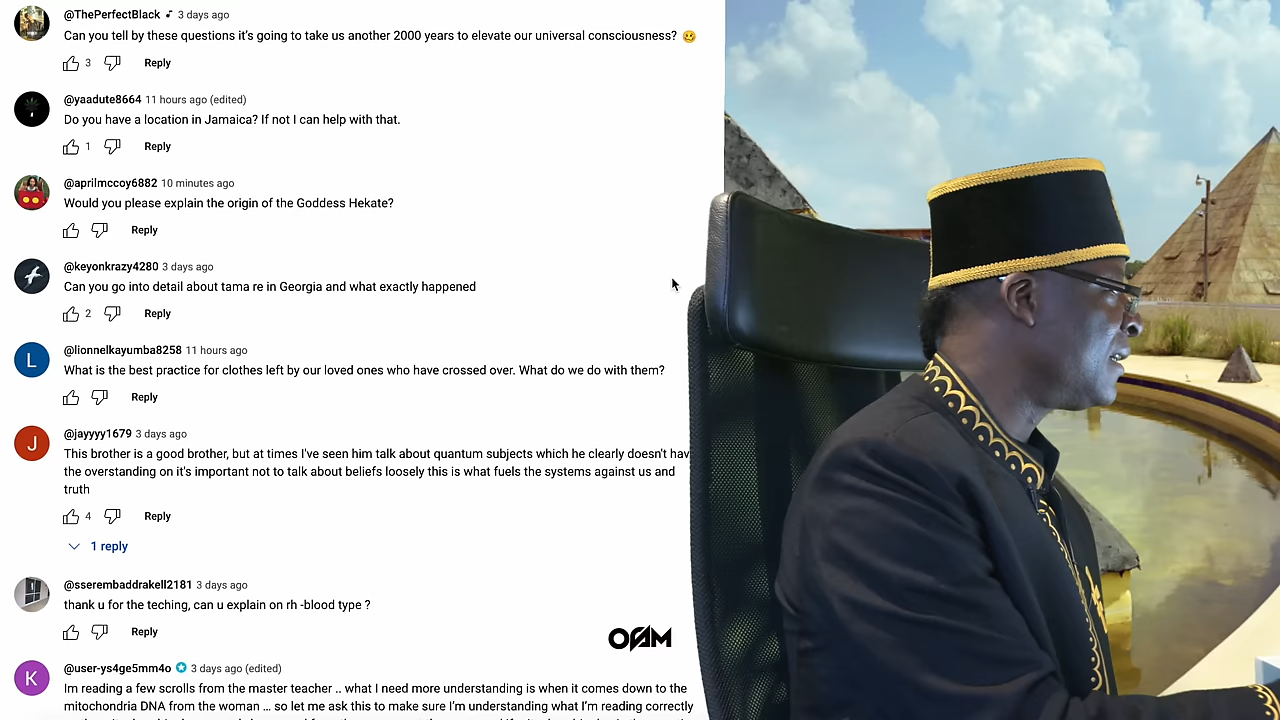 @ThePerfectBlack 3 days ago
Can you tell by these questions it's going to take us another 2000 years to elevate our universal consciousness? 🥴
3 Reply
@yaadute8664 11 hours ago (edited)
Do you have a location in Jamaica? If not I can help with that.
1 Reply
@aprilmccoy6882 10 minutes ago
Would you please explain the origin of the Goddess Hekate?
Reply
@keyonkrazy4280 3 days ago
Can you go into detail about tama re in Georgia and what exactly happened
2 Reply
L
@lionnelkayumba8258 11 hours ago
What is the best practice for clothes left by our loved ones who have crossed over. What do we do with them?
Reply
J
@jayyyy1679 3 days ago
This brother is a good brother, but at times I've seen him talk about quantum subjects which he clearly doesn't hav
the overstanding on it's important not to talk about beliefs loosely this is what fuels the systems against us and
truth
4 Reply
1 reply
@sserembaddrakell2181 3 days ago
thank u for the teching, can u explain on rh -blood type ?
Reply
OFAM
K
@user-ys4ge5mm4o 3 days ago (edited)
Im reading a few scrolls from the master teacher .. what I need more understanding is when it comes down to the
mitochondria DNA from the woman … so let me ask this to make sure I'm understanding what I'm reading correctly